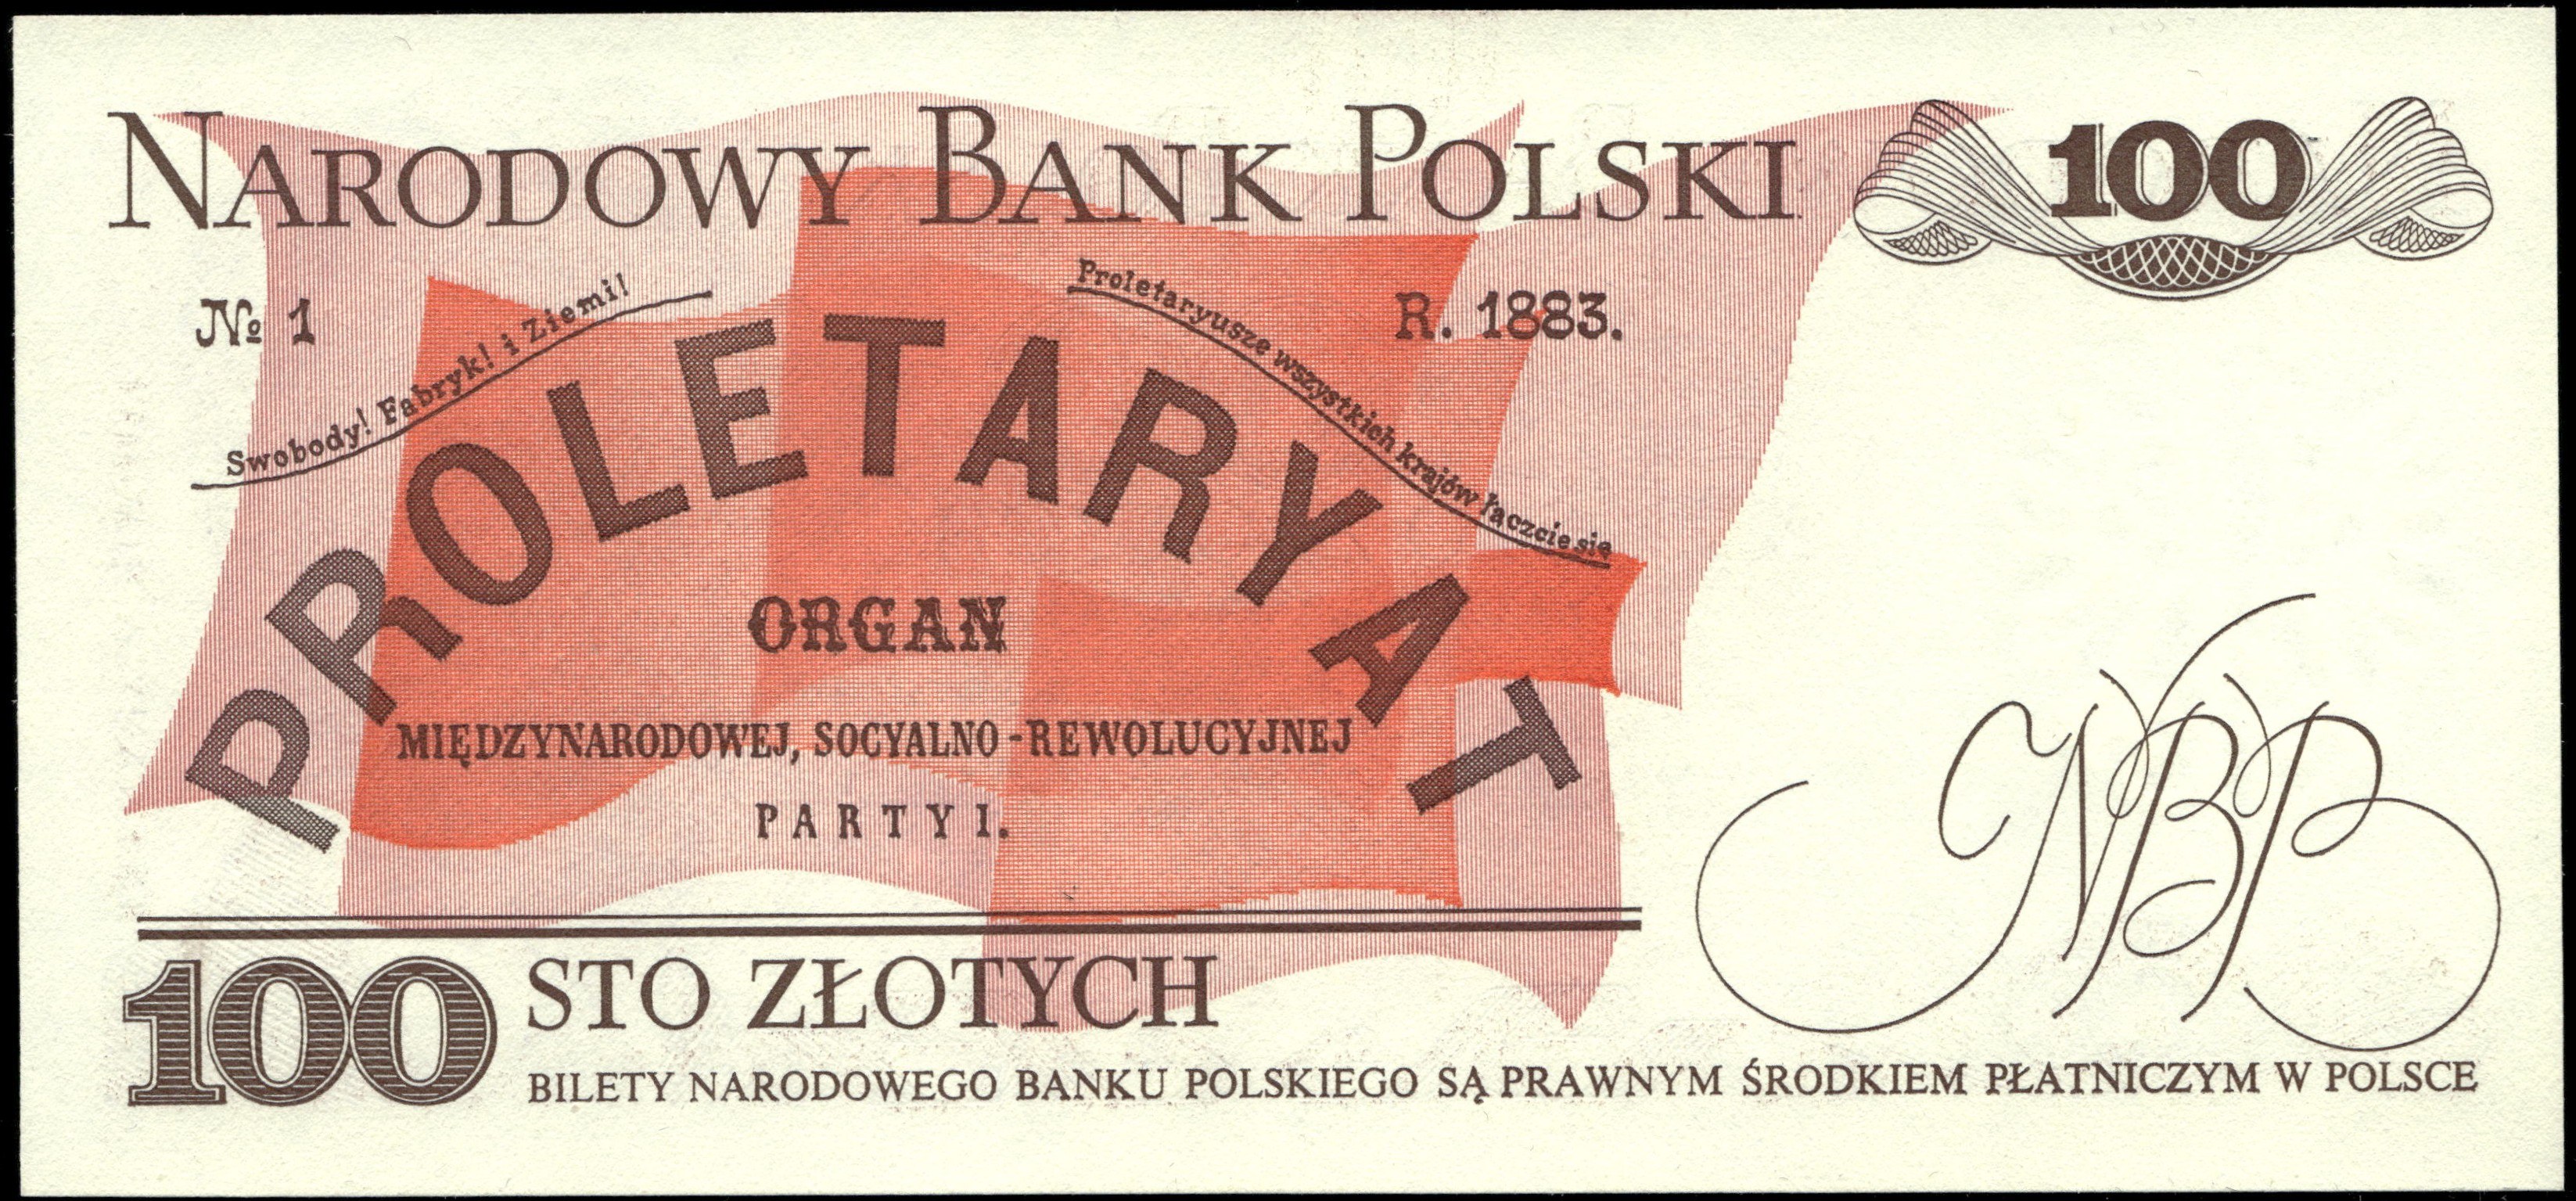 NARODOWY BANK POLSKI
100
№ 1
Swobody! Fabryk! i Ziemi!
Proletaryusze wszystkich krajów łączcie się
R. 1883.
PROLETARYAT
ORGAN
MIĘDZYNARODOWEJ, SOCYALNO-REWOLUCYJNEJ
PARTYI.
NBP
100 STO ZŁOTYCH
BILETY NARODOWEGO BANKU POLSKIEGO SĄ PRAWNYM ŚRODKIEM PŁATNICZYM W POLSCE